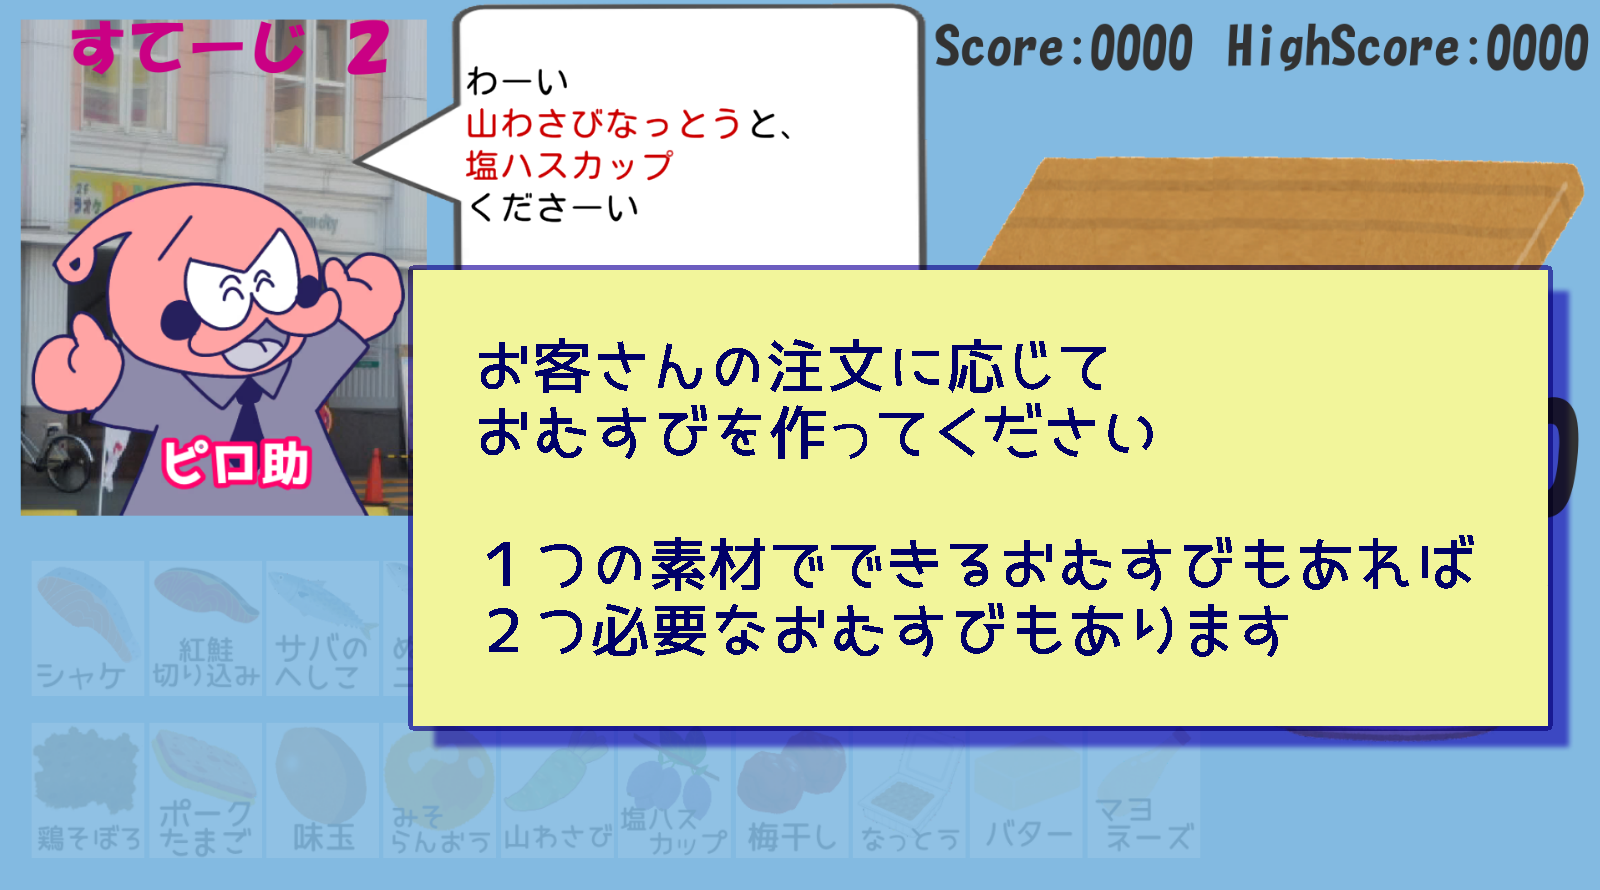 すてーじ 2
わーい
山わさびなっとうと、
塩ハスカップ
くださーい
Score:0000 HighScore:0000
ピロ助
お客さんの注文に応じて
おむすびを作ってください
１つの素材でできるおむすびもあれば
２つ必要なおむすびもあります
シャケ
紅鮭
切り込み
サバの
へしこ
鶏そぼろ
ポーク
たまご
味玉
みそ
らんおう
山わさび
塩ハス
カップ
梅干し
なっとう
バター
マヨ
ネーズ